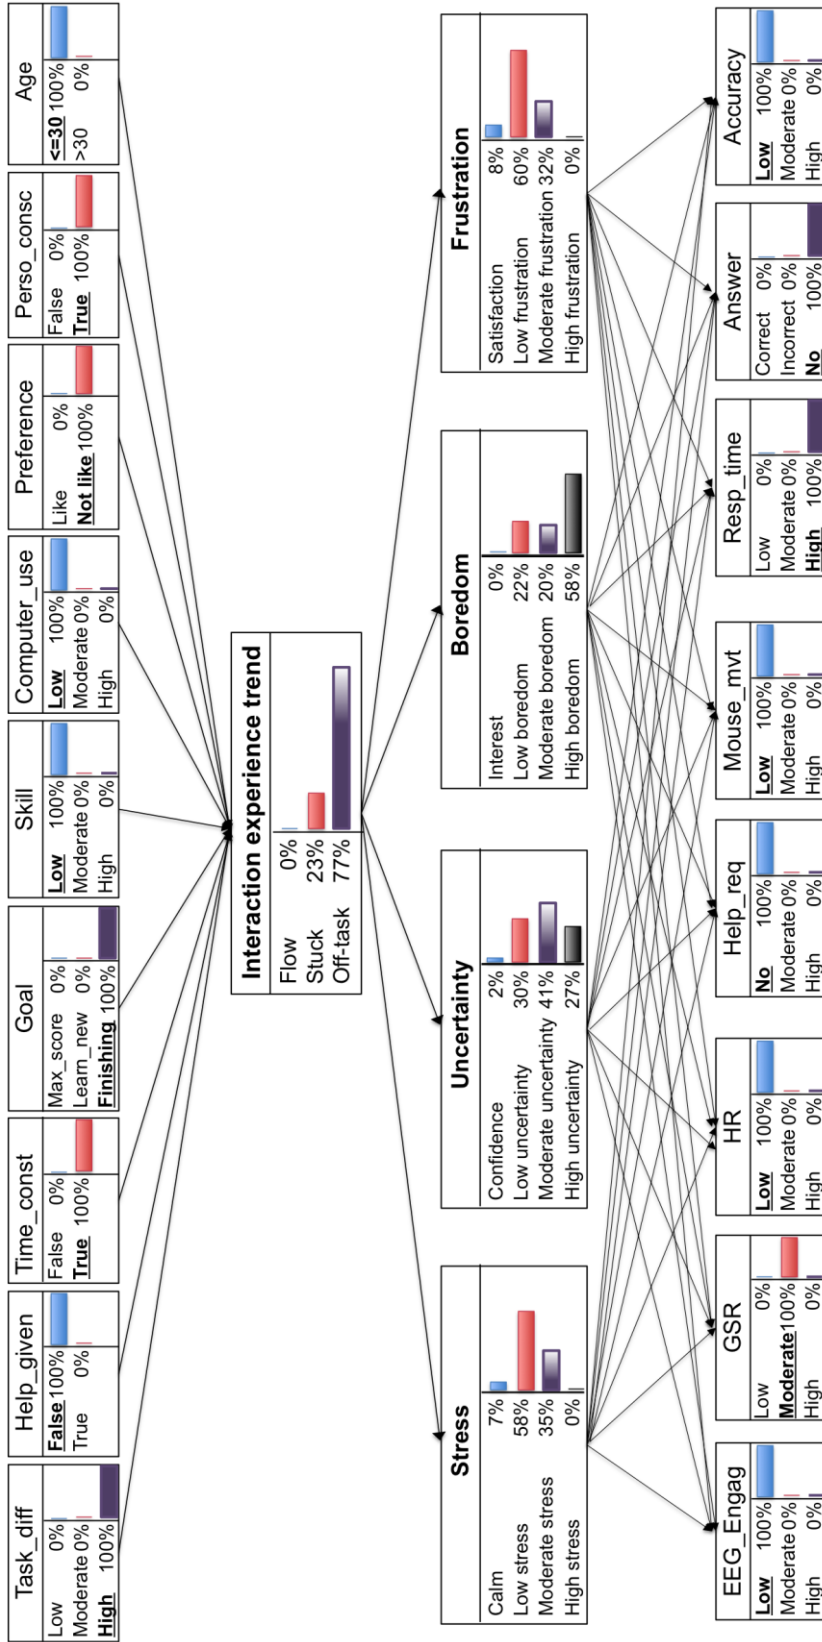 Task_diff
Low 0%
Moderate 0%
High 100%
Help_given
False 100%
True 0%
Time_const
False 0%
True 100%
Goal
Max_score 0%
Learn_new 0%
Finishing 100%
Skill
Low 100%
Moderate 0%
High 0%
Computer_use
Low 100%
Moderate 0%
High 0%
Preference
Like 0%
Not like 100%
Perso_consc
False 0%
True 100%
Age
<=30 100%
>30 0%
Interaction experience trend
Flow 0%
Stuck 23%
Off-task 77%
Stress
Calm 7%
Low stress 58%
Moderate stress 35%
High stress 0%
Uncertainty
Confidence 2%
Low uncertainty 30%
Moderate uncertainty 41%
High uncertainty 27%
Boredom
Interest 0%
Low boredom 22%
Moderate boredom 20%
High boredom 58%
Frustration
Satisfaction 8%
Low frustration 60%
Moderate frustration 32%
High frustration 0%
EEG_Engag
Low 100%
Moderate 0%
High 0%
GSR
Low 0%
Moderate 100%
High 0%
HR
Low 100%
Moderate 0%
High 0%
Help_req
No 100%
Moderate 0%
High 0%
Mouse_mvt
Low 100%
Moderate 0%
High 0%
Resp_time
Low 0%
Moderate 0%
High 100%
Answer
Correct 0%
Incorrect 0%
No 100%
Accuracy
Low 100%
Moderate 0%
High 0%